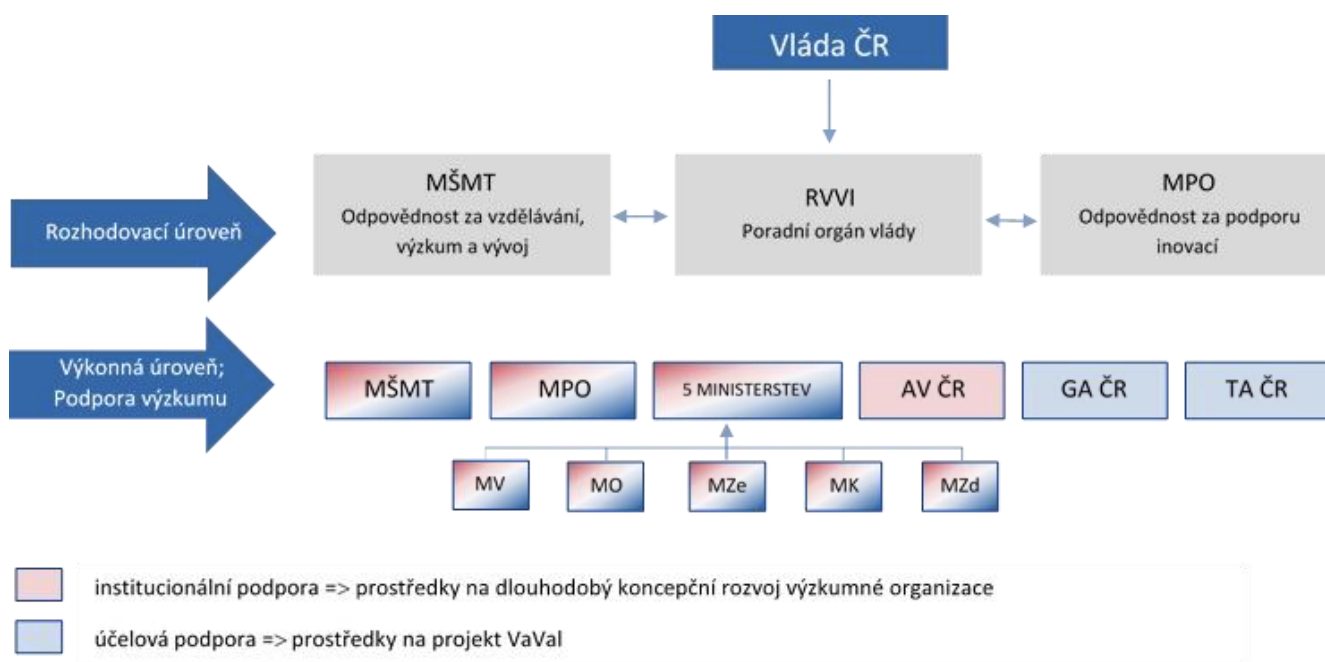 Vláda ČR
MŠMT
Odpovědnost za vzdělávání,
výzkum a vývoj
RVVI
Poradní orgán vlády
MPO
Odpovědnost za podporu
inovací
Rozhodovací úroveň
Výkonná úroveň;
Podpora výzkumu
MŠMT
MPO
5 MINISTERSTEV
AV ČR
GA ČR
TA ČR
MV
MO
MZe
MK
MZd
institucionální podpora => prostředky na dlouhodobý koncepční rozvoj výzkumné organizace
účelová podpora => prostředky na projekt VaVaI